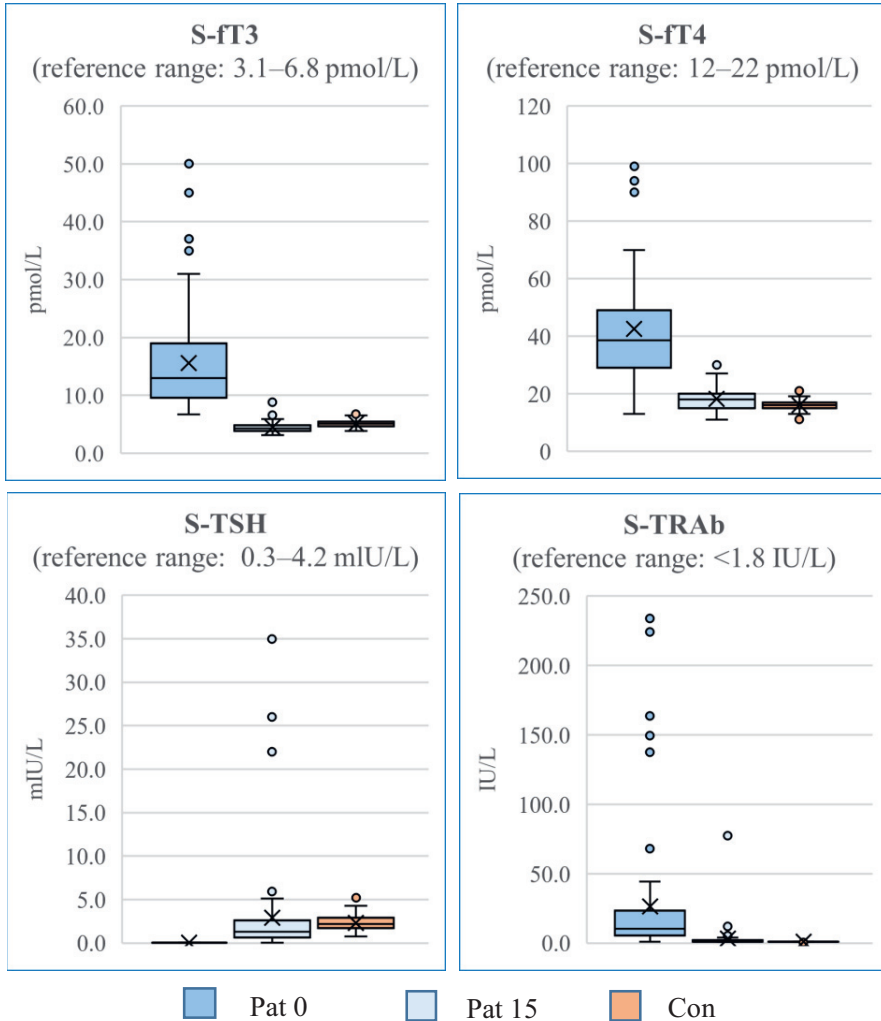 S-fT3
(reference range: 3.1–6.8 pmol/L)
60.0
50.0
40.0
30.0
20.0
10.0
0.0
pmol/L
S-fT4
(reference range: 12–22 pmol/L)
120
100
80
60
40
20
0
pmol/L
S-TSH
(reference range: 0.3–4.2 mlU/L)
40.0
35.0
30.0
25.0
20.0
15.0
10.0
5.0
0.0
mIU/L
S-TRAb
(reference range: <1.8 IU/L)
250.0
200.0
150.0
100.0
50.0
0.0
IU/L
Pat 0
Pat 15
Con